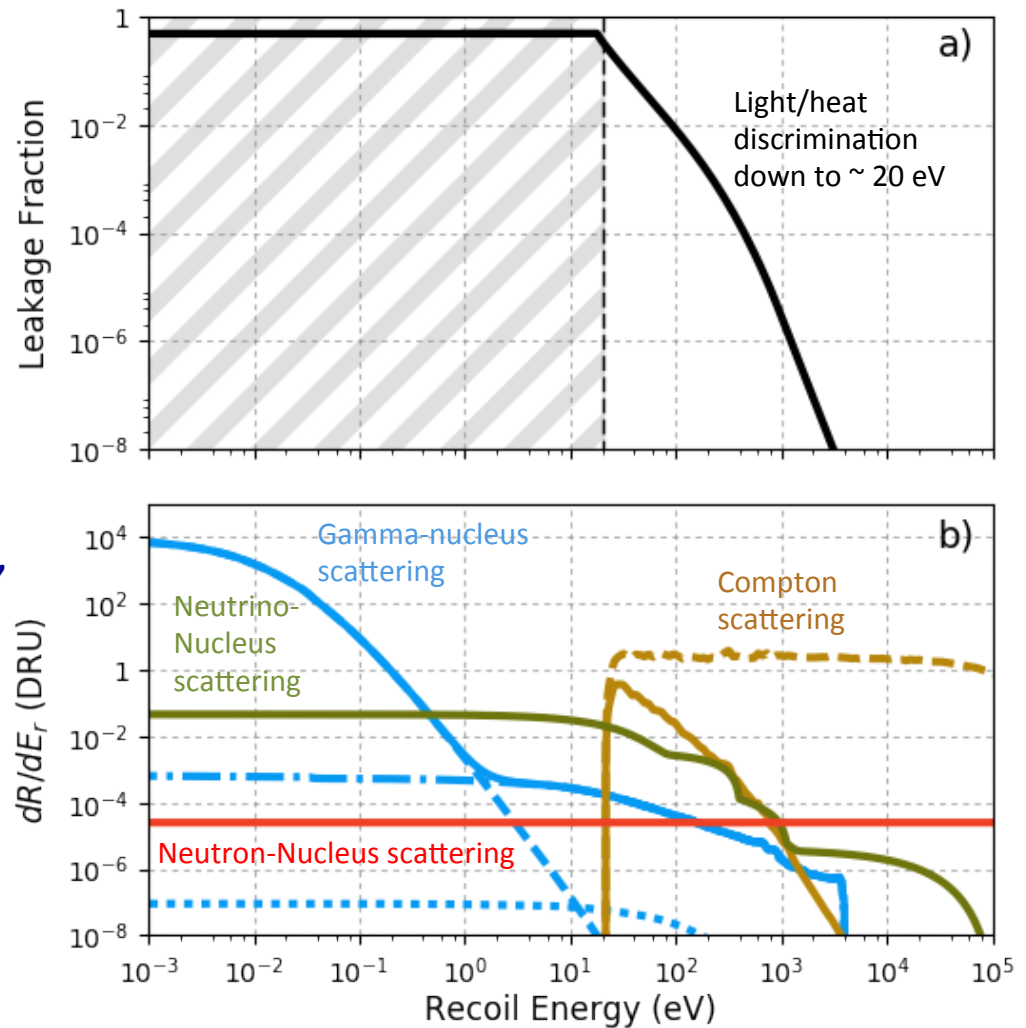 1
10⁻²
10⁻⁴
10⁻⁶
10⁻⁸
Leakage Fraction
a)
Light/heat
discrimination
down to ~ 20 eV
10⁴
10²
1
10⁻²
10⁻⁴
10⁻⁶
10⁻⁸
dR/dEᵣ (DRU)
b)
Gamma-nucleus
scattering
Neutrino-
Nucleus
scattering
Compton
scattering
Neutron-Nucleus scattering
10⁻³ 10⁻² 10⁻¹ 10⁰ 10¹ 10² 10³ 10⁴ 10⁵
Recoil Energy (eV)